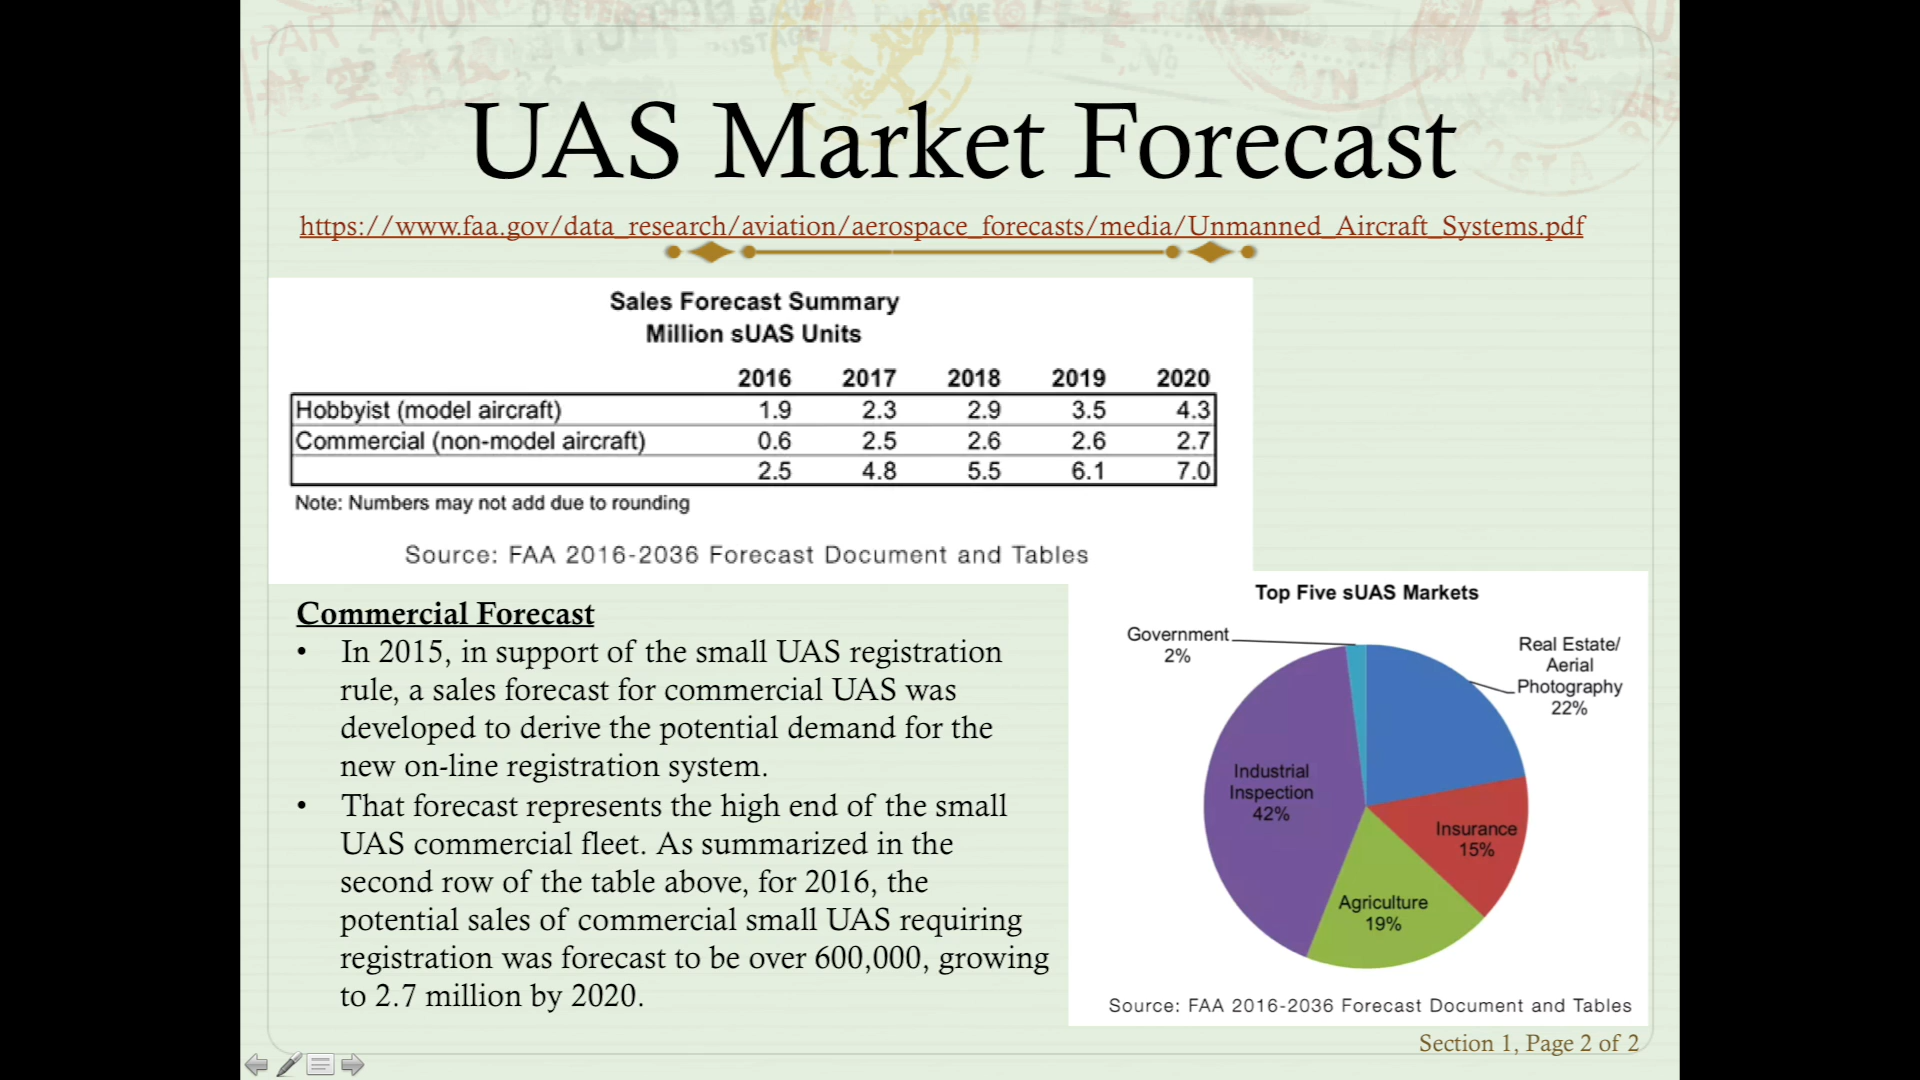 UAS Market Forecast
https://www.faa.gov/data_research/aviation/aerospace_forecasts/media/Unmanned_Aircraft_Systems.pdf
Sales Forecast Summary
Million sUAS Units
2016 2017 2018 2019 2020
Hobbyist (model aircraft) 1.9 2.3 2.9 3.5 4.3
Commercial (non-model aircraft) 0.6 2.5 2.6 2.6 2.7
2.5 4.8 5.5 6.1 7.0
Note: Numbers may not add due to rounding
Source: FAA 2016-2036 Forecast Document and Tables
Commercial Forecast
• In 2015, in support of the small UAS registration
rule, a sales forecast for commercial UAS was
developed to derive the potential demand for the
new on-line registration system.
• That forecast represents the high end of the small
UAS commercial fleet. As summarized in the
second row of the table above, for 2016, the
potential sales of commercial small UAS requiring
registration was forecast to be over 600,000, growing
to 2.7 million by 2020.
Top Five sUAS Markets
Government
2%
Real Estate/
Aerial
Photography
22%
Industrial
Inspection
42%
Insurance
15%
Agriculture
19%
Source: FAA 2016-2036 Forecast Document and Tables
Section 1, Page 2 of 2